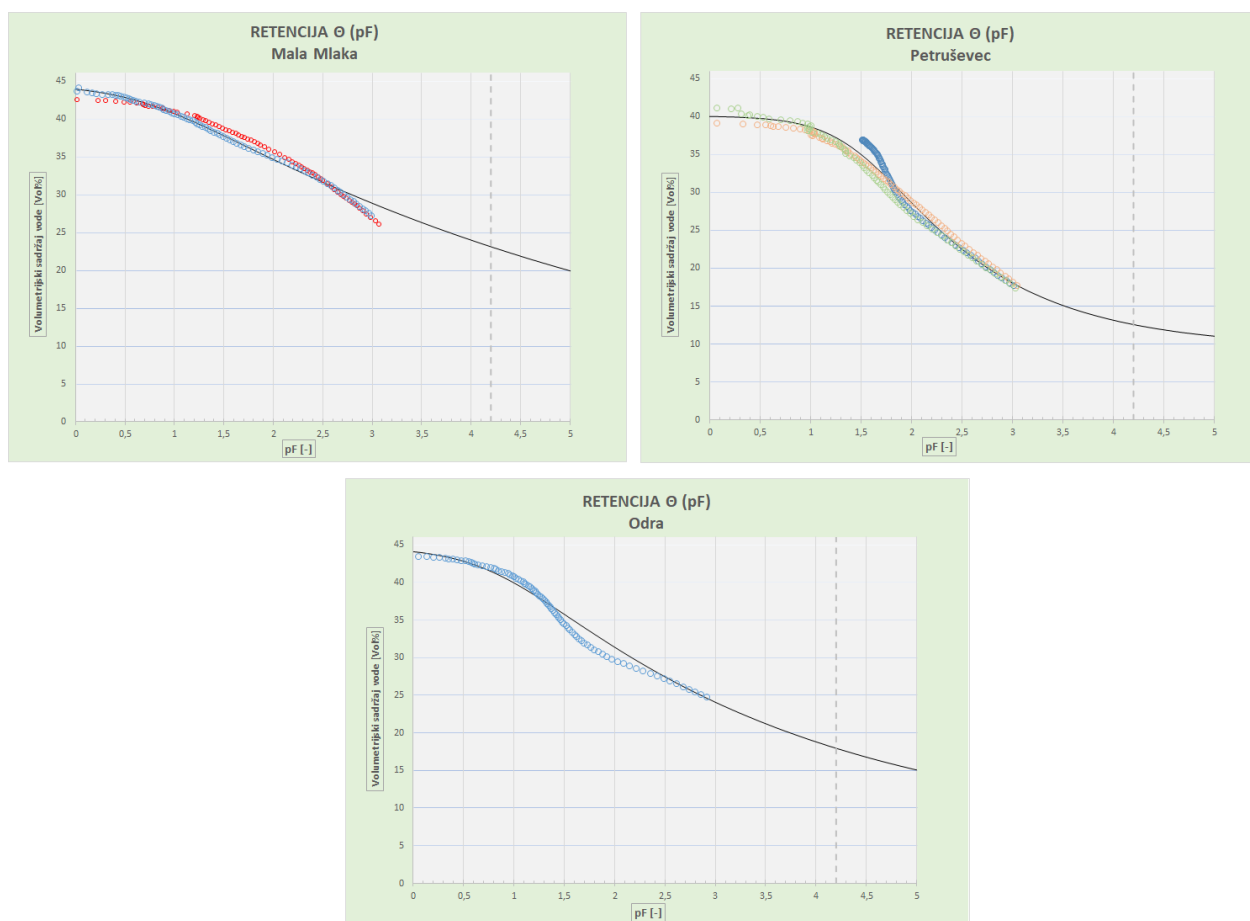 RETENCIJA Θ (pF)
Mala Mlaka
Volumetrijski sadržaj vode [Vol%]
45
40
35
30
25
20
15
10
5
0
0 0,5 1 1,5 2 2,5 3 3,5 4 4,5 5
pF [-]
RETENCIJA Θ (pF)
Petruševec
Volumetrijski sadržaj vode [Vol%]
45
40
35
30
25
20
15
10
5
0
0 0,5 1 1,5 2 2,5 3 3,5 4 4,5 5
pF [-]
RETENCIJA Θ (pF)
Odra
Volumetrijski sadržaj vode [Vol%]
45
40
35
30
25
20
15
10
5
0
0 0,5 1 1,5 2 2,5 3 3,5 4 4,5 5
pF [-]